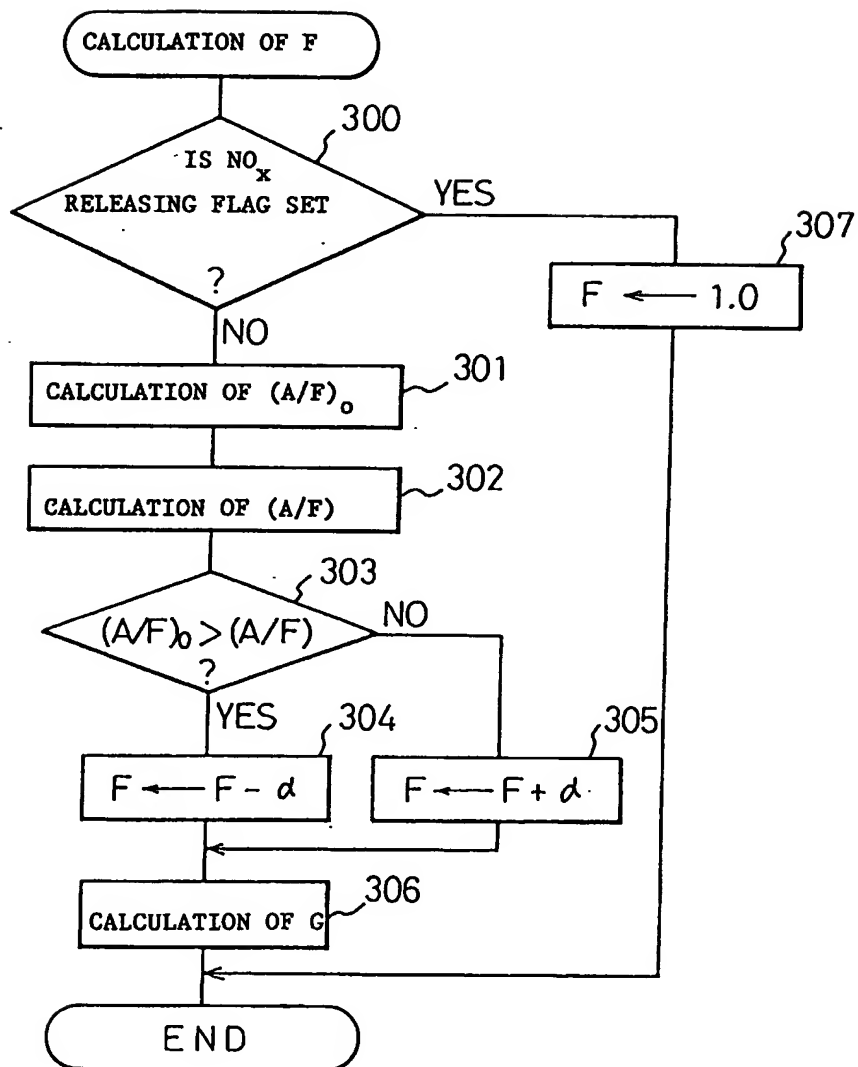 CALCULATION OF F
300
IS NOx
RELEASING FLAG SET
?
YES
NO
307
F ← 1.0
301
CALCULATION OF (A/F)o
302
CALCULATION OF (A/F)
303
(A/F)o > (A/F)
?
NO
YES
304
F ← F - α
305
F ← F + α
306
CALCULATION OF G
END